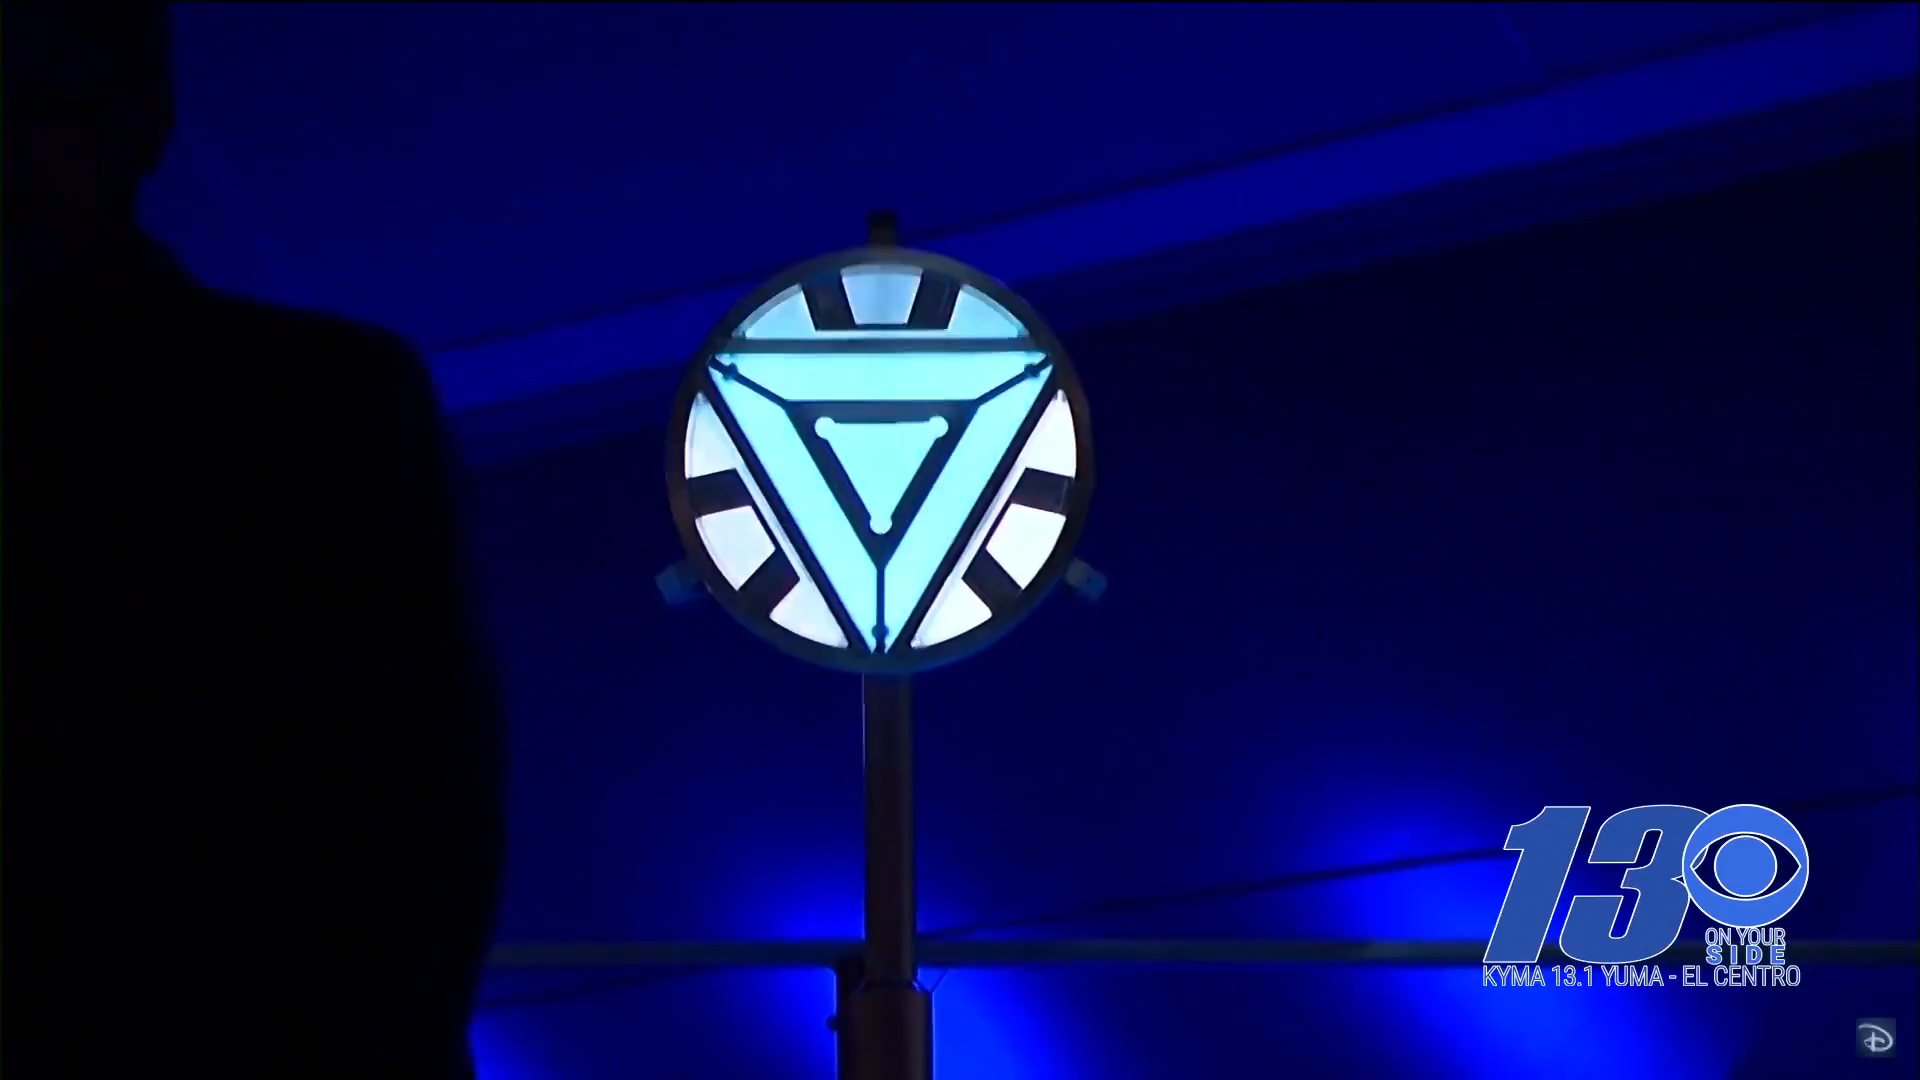 13
ON YOUR
SIDE
KYMA 13.1 YUMA - EL CENTRO
D